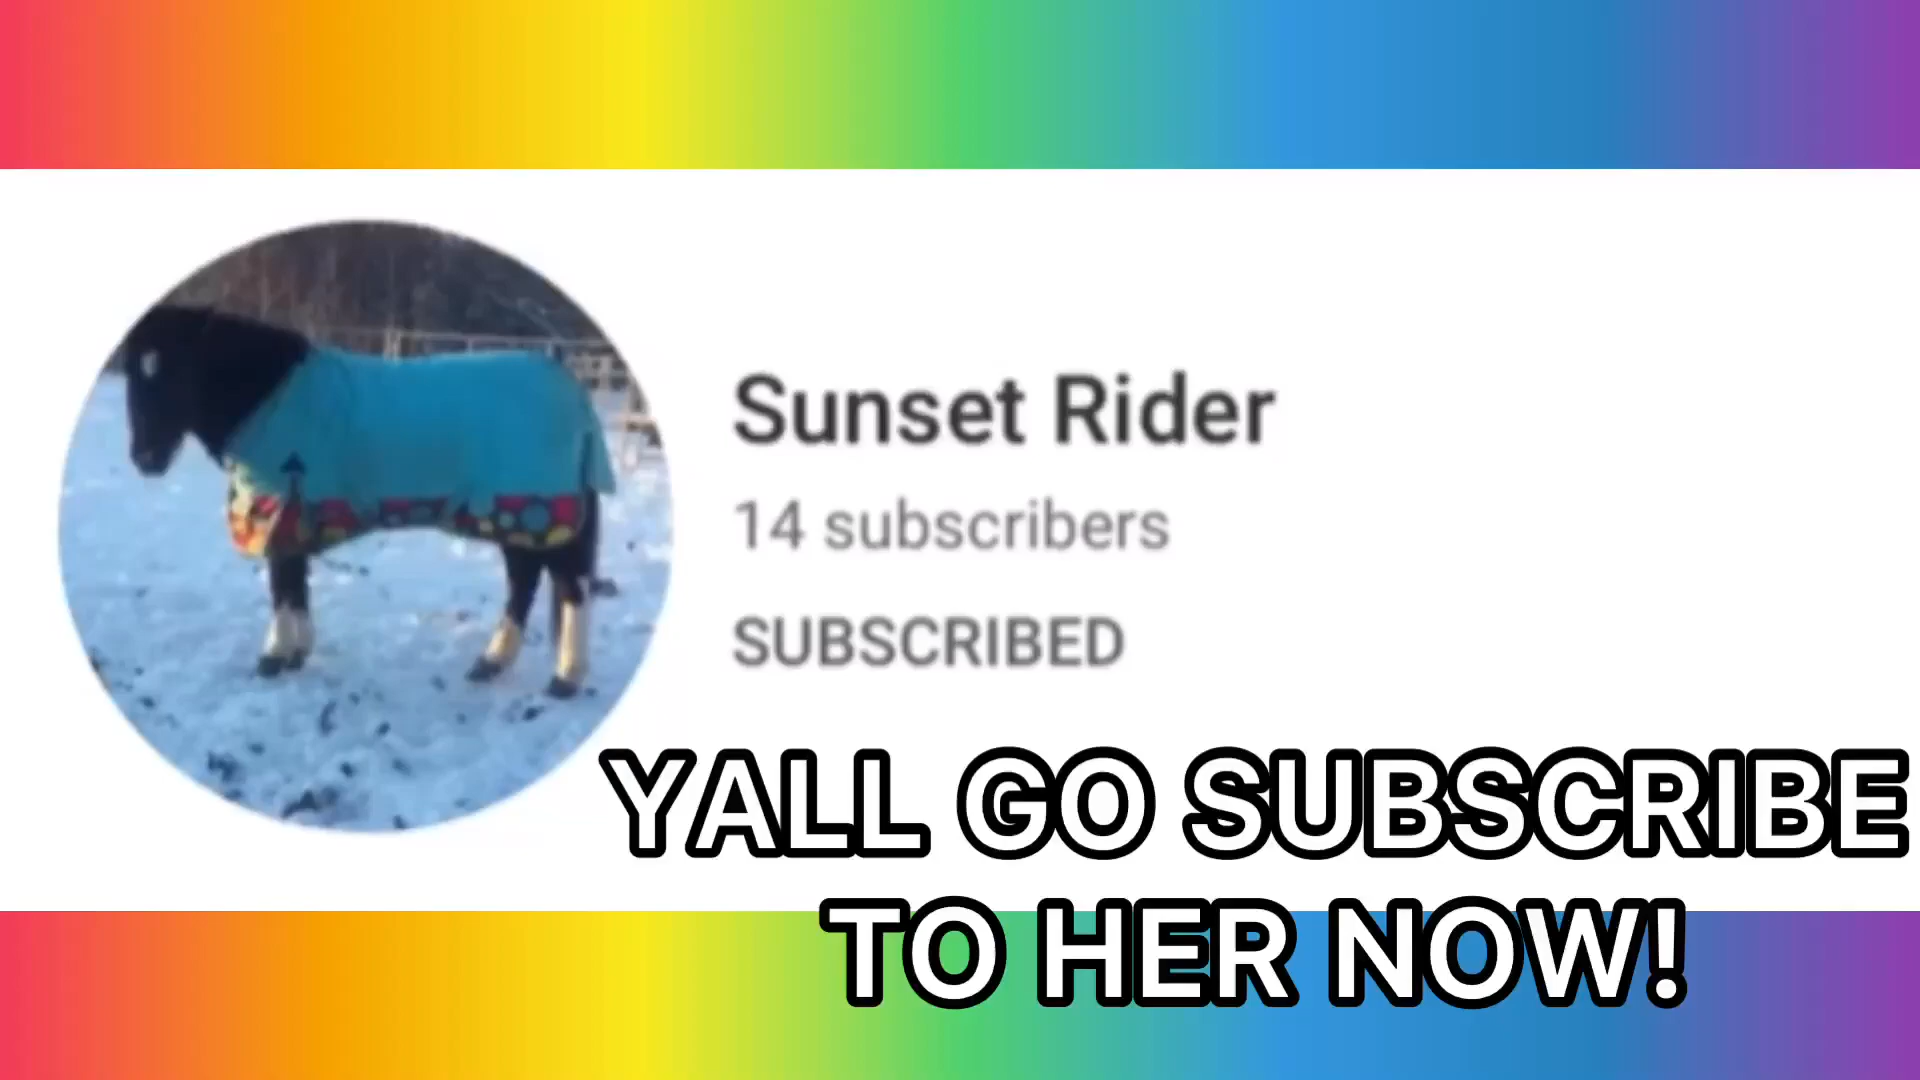 Sunset Rider
14 subscribers
SUBSCRIBED
YALL GO SUBSCRIBE
TO HER NOW!